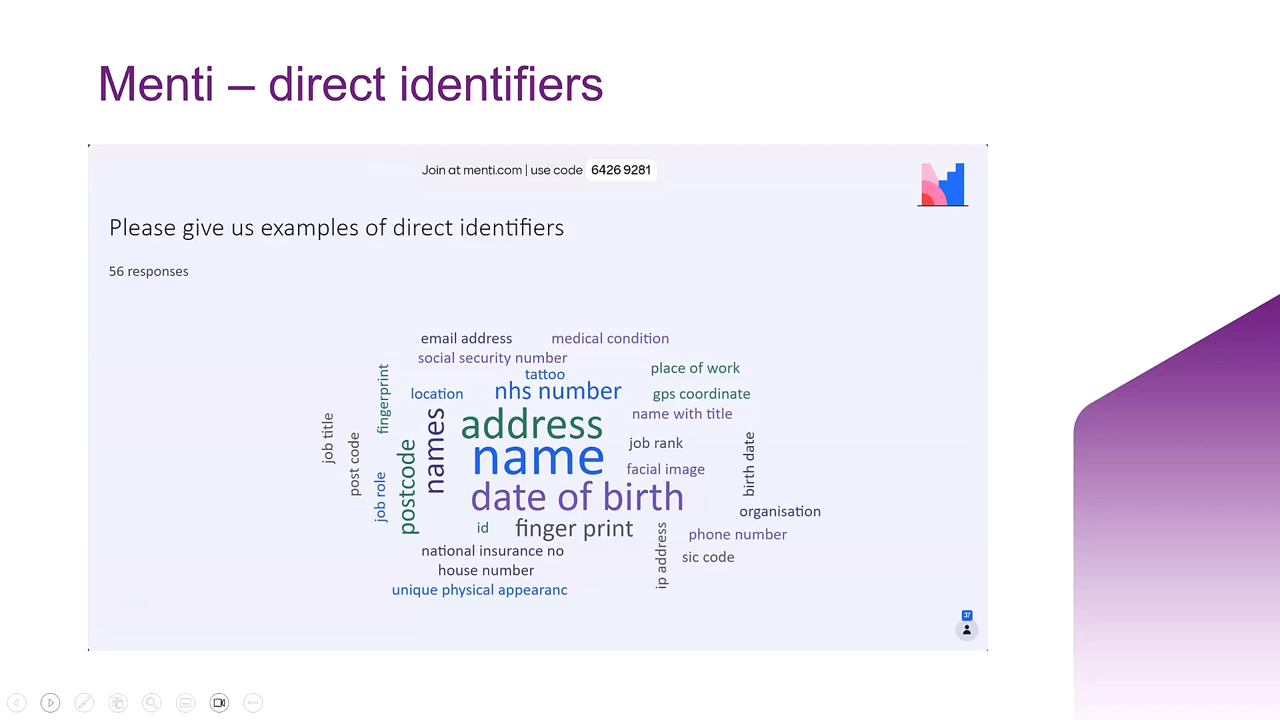 Menti – direct identifiers
Join at menti.com | use code 6426 9281
Please give us examples of direct identifiers
56 responses
email address
medical condition
social security number
tattoo
place of work
location
nhs number
gps coordinate
fingerprint
names
address
name with title
job title
post code
postcode
name
job rank
birth date
facial image
job role
date of birth
organisation
id
finger print
ip address
phone number
national insurance no
sic code
house number
unique physical appearanc
37